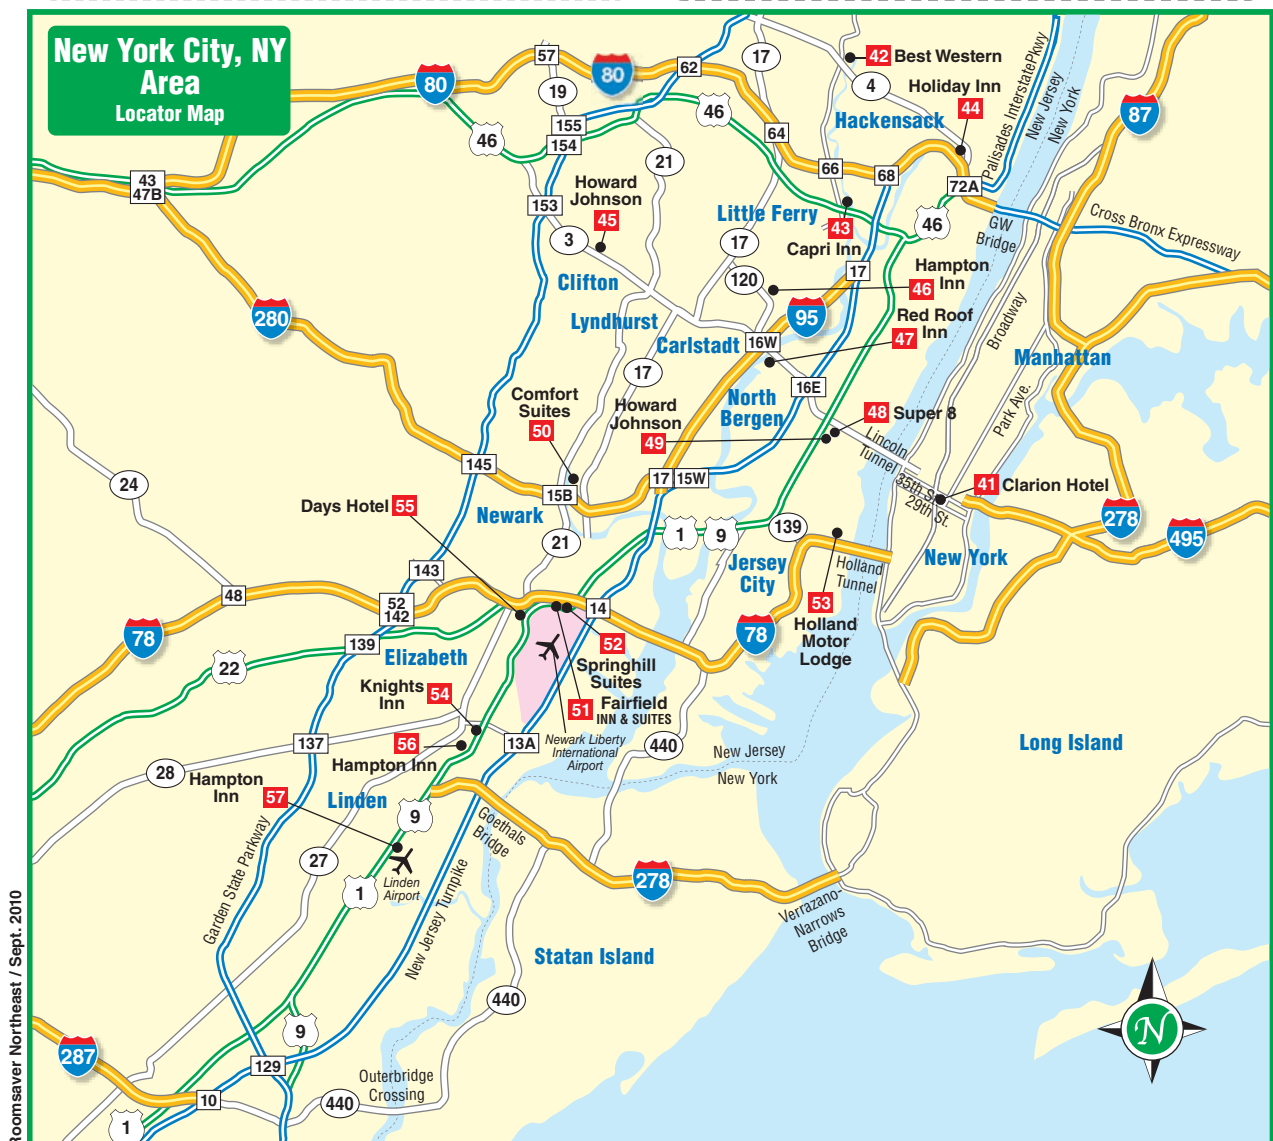 New York City, NY
Area
Locator Map
80
57
80
62
17
42 Best Western
4
Holiday Inn
44
Palisades InterstatePkwy
New Jersey
New York
87
19
155
154
46
46
Hackensack
64
66
68
72A
21
43
47B
153
Howard
Johnson
45
3
Little Ferry
43
Capri Inn
46
GW
Bridge
Cross Bronx Expressway
17
120
17
Hampton
Inn
46
Clifton
280
95
Red Roof
Inn
47
Broadway
Lyndhurst
Carlstadt
16W
Manhattan
17
16E
North
Bergen
Park Ave.
Comfort
Suites
50
Howard
Johnson
49
48 Super 8
Lincoln
Tunnel
145
17
15W
35th St.
29th St.
41 Clarion Hotel
24
15B
Days Hotel 55
Newark
278
495
21
1
9
139
Jersey
City
Holland
Tunnel
New York
143
48
52
142
14
53
Holland
Motor
Lodge
78
78
139
22
Elizabeth
52
Springhill
Suites
Knights
Inn
54
51 Fairfield
INN & SUITES
56
Hampton Inn
137
13A
Newark Liberty
International
Airport
440
New Jersey
New York
Long Island
28
Hampton
Inn
57
Linden
9
Goethals
Bridge
27
Linden
Airport
1
278
Garden State Parkway
New Jersey Turnpike
Verrazano-
Narrows
Bridge
Statan Island
440
9
287
129
10
Outerbridge
Crossing
440
1
N
Roomsaver Northeast / Sept. 2010